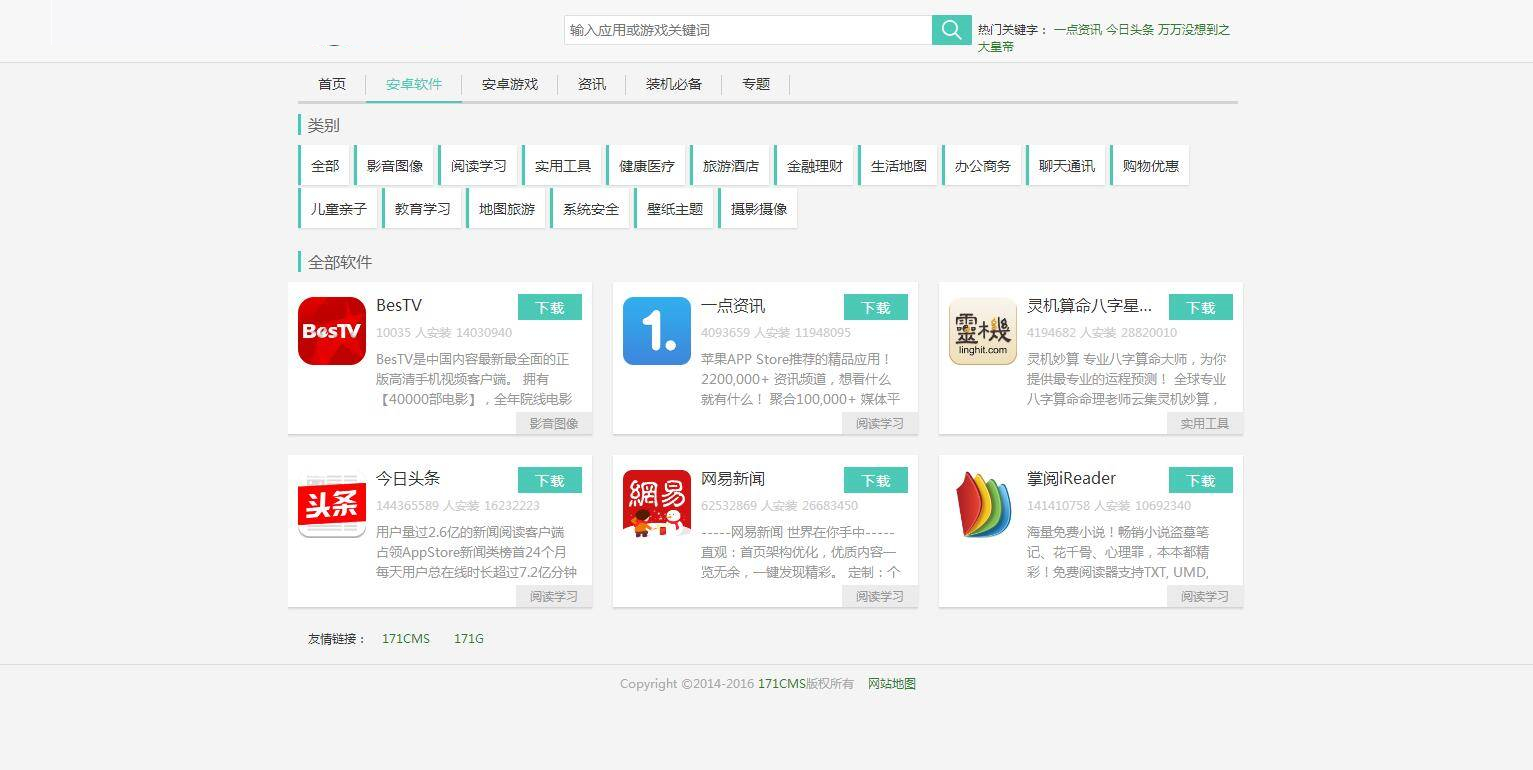 输入应用或游戏关键词
热门关键字： 一点资讯 今日头条 万万没想到之
大皇帝
首页 安卓软件 安卓游戏 资讯 装机必备 专题
类别
全部 影音图像 阅读学习 实用工具 健康医疗 旅游酒店 金融理财 生活地图 办公商务 聊天通讯 购物优惠
儿童亲子 教育学习 地图旅游 系统安全 壁纸主题 摄影摄像
全部软件
BesTV
BesTV
下载
10035 人安装 14030940
BesTV是中国内容最新最全面的正
版高清手机视频客户端。 拥有
【40000部电影】，全年院线电影
影音图像
1.
一点资讯
下载
4093659 人安装 11948095
苹果APP Store推荐的精品应用！
2200,000+ 资讯频道，想看什么
就有什么！ 聚合100,000+ 媒体平
阅读学习
靈機
linghit.com
灵机算命八字星...
下载
4194682 人安装 28820010
灵机妙算 专业八字算命大师，为你
提供最专业的运程预测！ 全球专业
八字算命命理老师云集灵机妙算，
实用工具
头条
今日头条
下载
144365589 人安装 16232223
用户量过2.6亿的新闻阅读客户端
占领AppStore新闻类榜首24个月
每天用户总在线时长超过7.2亿分钟
阅读学习
網易
网易新闻
下载
62532869 人安装 26683450
-----网易新闻 世界在你手中-----
直观：首页架构优化，优质内容一
览无余，一键发现精彩。 定制：个
阅读学习
掌阅iReader
下载
141410758 人安装 10692340
海量免费小说！畅销小说盗墓笔
记、花千骨、心理罪，本本都精
彩！免费阅读器支持TXT, UMD,
阅读学习
友情链接： 171CMS 171G
Copyright ©2014-2016 171CMS版权所有 网站地图